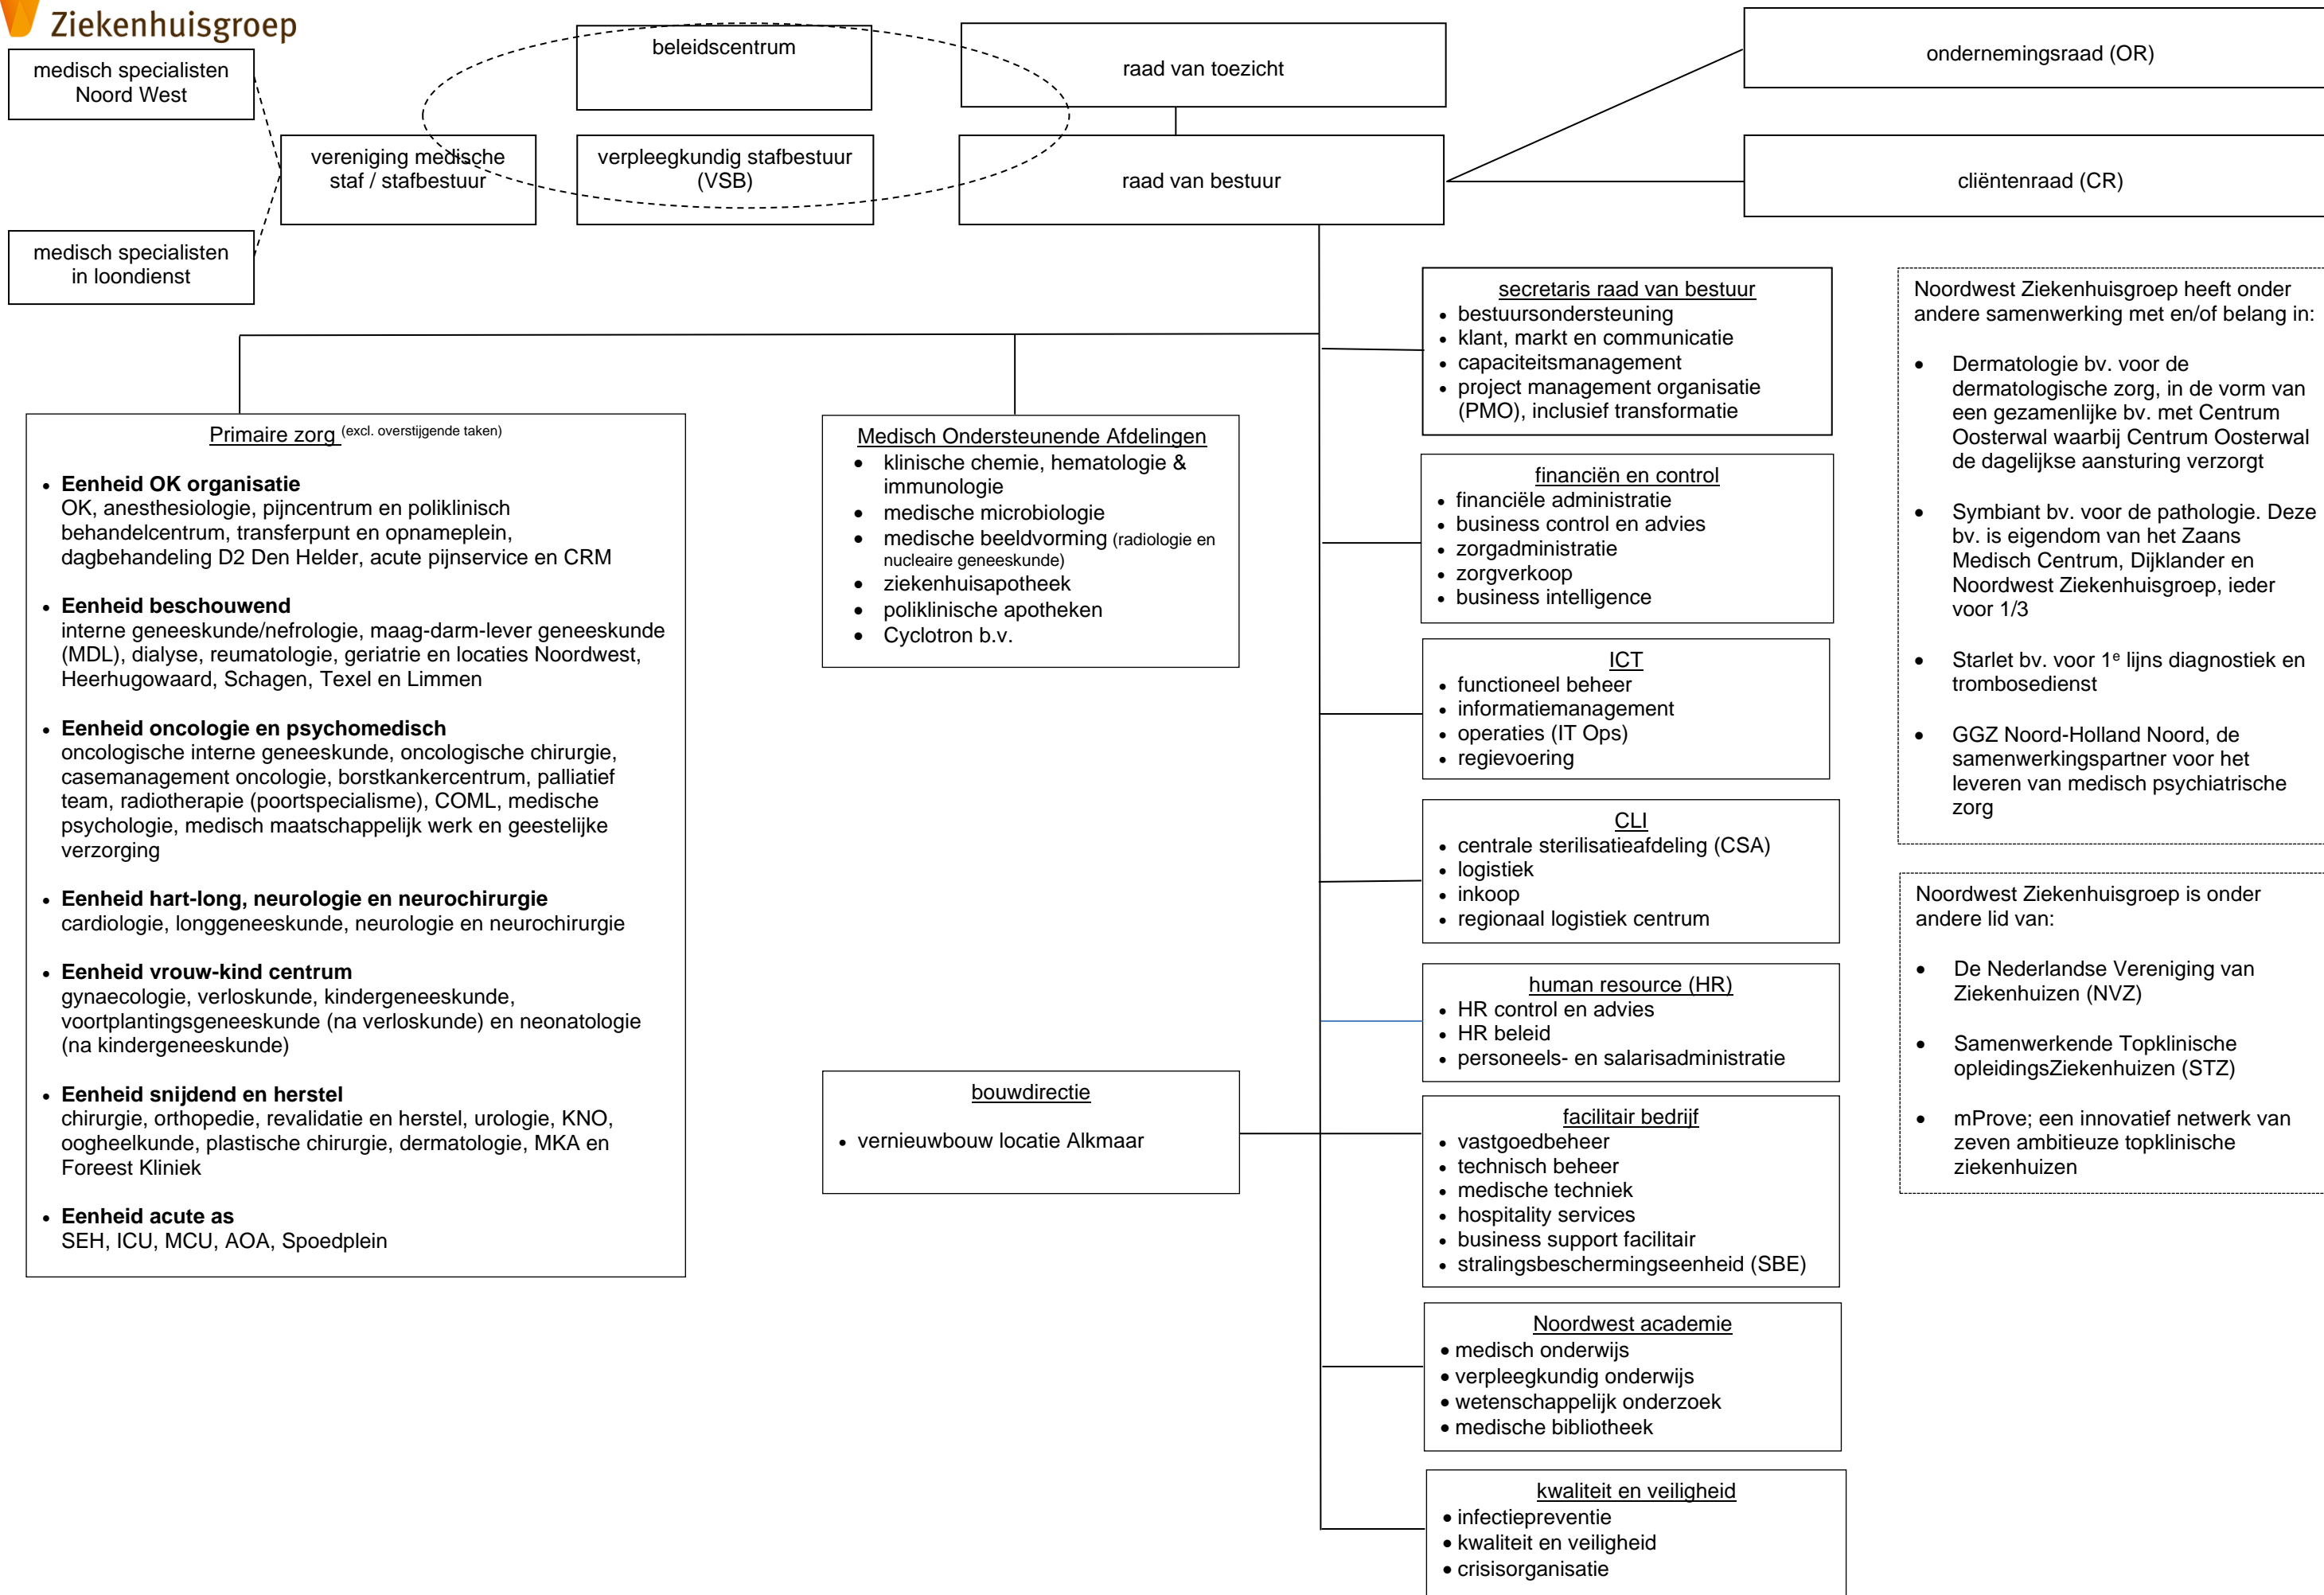 Ziekenhuisgroep
medisch specialisten
Noord West
beleidscentrum
raad van toezicht
ondernemingsraad (OR)
vereniging medische
staf / stafbestuur
verpleegkundig stafbestuur
(VSB)
raad van bestuur
cliëntenraad (CR)
medisch specialisten
in loondienst
Primaire zorg (excl. overstijgende taken)
• Eenheid OK organisatie
OK, anesthesiologie, pijncentrum en poliklinisch
behandelcentrum, transferpunt en opnameplein,
dagbehandeling D2 Den Helder, acute pijnservice en CRM
• Eenheid beschouwend
interne geneeskunde/nefrologie, maag-darm-lever geneeskunde
(MDL), dialyse, reumatologie, geriatrie en locaties Noordwest,
Heerhugowaard, Schagen, Texel en Limmen
• Eenheid oncologie en psychomedisch
oncologische interne geneeskunde, oncologische chirurgie,
casemanagement oncologie, borstkankercentrum, palliatief
team, radiotherapie (poortspecialisme), COML, medische
psychologie, medisch maatschappelijk werk en geestelijke
verzorging
• Eenheid hart-long, neurologie en neurochirurgie
cardiologie, longgeneeskunde, neurologie en neurochirurgie
• Eenheid vrouw-kind centrum
gynaecologie, verloskunde, kindergeneeskunde,
voortplantingsgeneeskunde (na verloskunde) en neonatologie
(na kindergeneeskunde)
• Eenheid snijdend en herstel
chirurgie, orthopedie, revalidatie en herstel, urologie, KNO,
oogheelkunde, plastische chirurgie, dermatologie, MKA en
Foreest Kliniek
• Eenheid acute as
SEH, ICU, MCU, AOA, Spoedplein
Medisch Ondersteunende Afdelingen
• klinische chemie, hematologie &
immunologie
• medische microbiologie
• medische beeldvorming (radiologie en
nucleaire geneeskunde)
• ziekenhuisapotheek
• poliklinische apotheken
• Cyclotron b.v.
bouwdirectie
• vernieuwbouw locatie Alkmaar
secretaris raad van bestuur
• bestuursondersteuning
• klant, markt en communicatie
• capaciteitsmanagement
• project management organisatie
(PMO), inclusief transformatie
financiën en control
• financiële administratie
• business control en advies
• zorgadministratie
• zorgverkoop
• business intelligence
ICT
• functioneel beheer
• informatiemanagement
• operaties (IT Ops)
• regievoering
CLI
• centrale sterilisatieafdeling (CSA)
• logistiek
• inkoop
• regionaal logistiek centrum
human resource (HR)
• HR control en advies
• HR beleid
• personeels- en salarisadministratie
facilitair bedrijf
• vastgoedbeheer
• technisch beheer
• medische techniek
• hospitality services
• business support facilitair
• stralingsbeschermingseenheid (SBE)
Noordwest academie
• medisch onderwijs
• verpleegkundig onderwijs
• wetenschappelijk onderzoek
• medische bibliotheek
kwaliteit en veiligheid
• infectiepreventie
• kwaliteit en veiligheid
• crisisorganisatie
Noordwest Ziekenhuisgroep heeft onder
andere samenwerking met en/of belang in:
• Dermatologie bv. voor de
dermatologische zorg, in de vorm van
een gezamenlijke bv. met Centrum
Oosterwal waarbij Centrum Oosterwal
de dagelijkse aansturing verzorgt
• Symbiant bv. voor de pathologie. Deze
bv. is eigendom van het Zaans
Medisch Centrum, Dijklander en
Noordwest Ziekenhuisgroep, ieder
voor 1/3
• Starlet bv. voor 1e lijns diagnostiek en
trombosedienst
• GGZ Noord-Holland Noord, de
samenwerkingspartner voor het
leveren van medisch psychiatrische
zorg
Noordwest Ziekenhuisgroep is onder
andere lid van:
• De Nederlandse Vereniging van
Ziekenhuizen (NVZ)
• Samenwerkende Topklinische
opleidingsZiekenhuizen (STZ)
• mProve; een innovatief netwerk van
zeven ambitieuze topklinische
ziekenhuizen